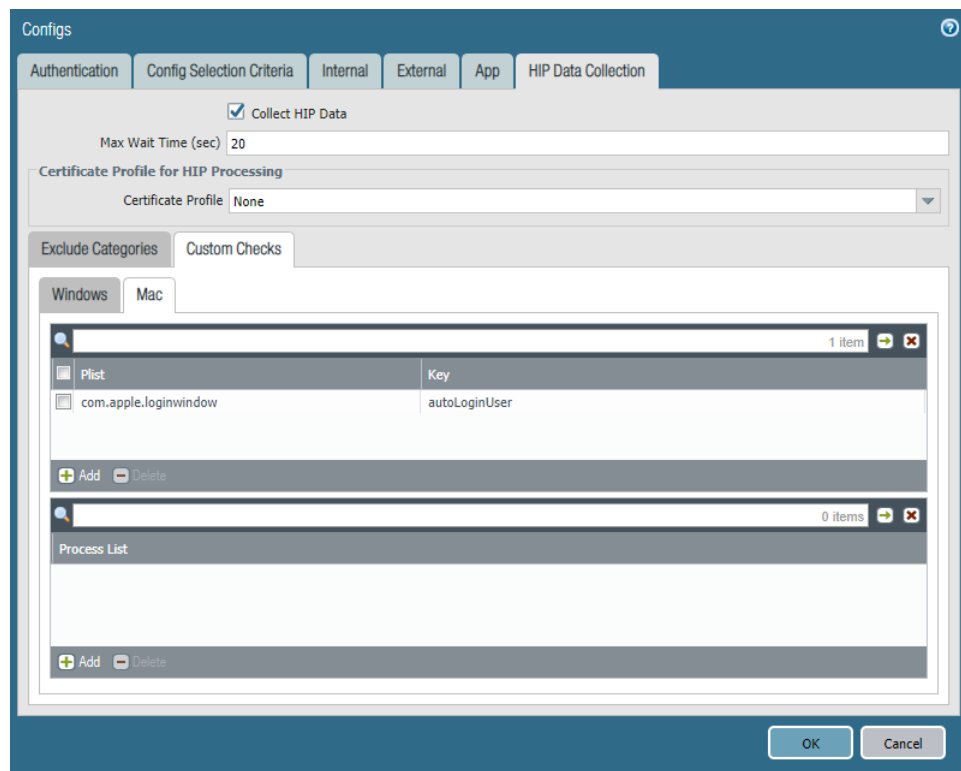 Configs
Authentication Config Selection Criteria Internal External App HIP Data Collection
Collect HIP Data
Max Wait Time (sec) 20
Certificate Profile for HIP Processing
Certificate Profile None
Exclude Categories Custom Checks
Windows Mac
1 item
Plist Key
com.apple.loginwindow autoLoginUser
Add Delete
0 items
Process List
Add Delete
OK Cancel